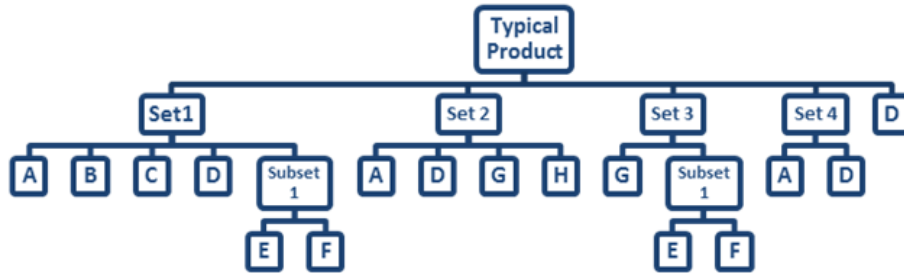 Typical
Product
Set1
Set 2
Set 3
Set 4
D
A
B
C
D
Subset
1
A
D
G
H
G
Subset
1
A
D
E
F
E
F